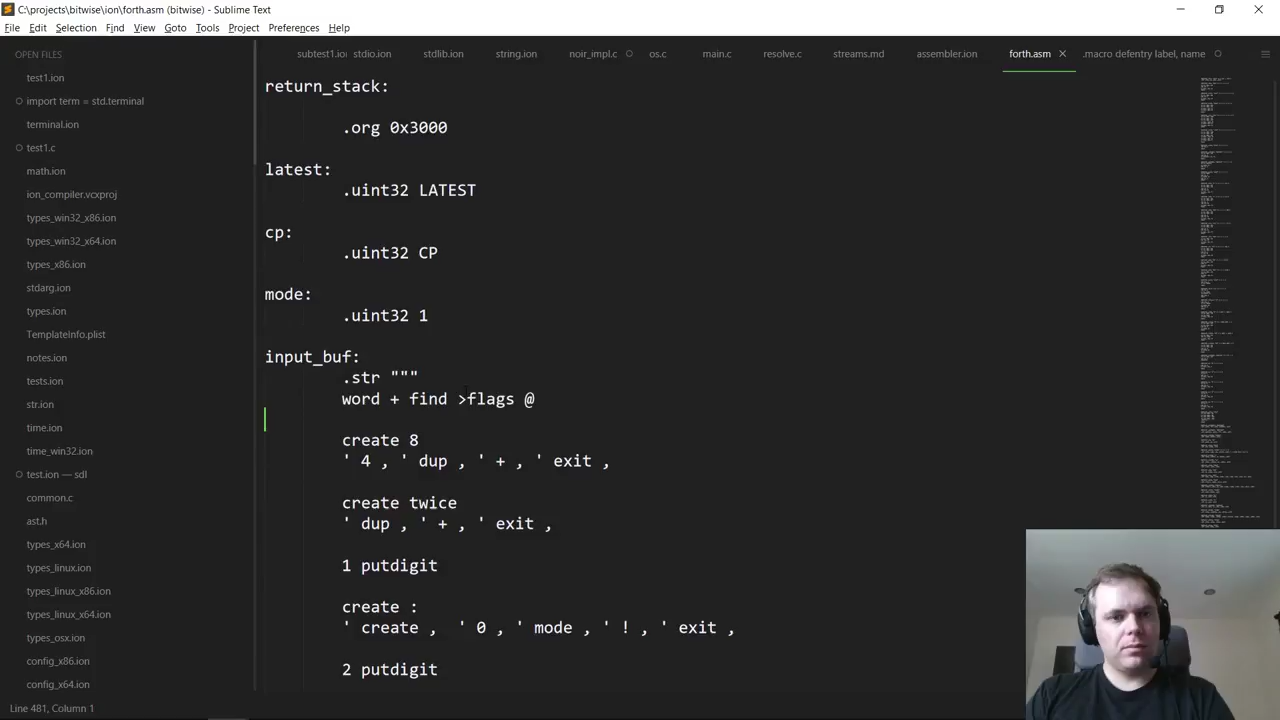 C:\projects\bitwise\ion\forth.asm (bitwise) - Sublime Text
File Edit Selection Find View Goto Tools Project Preferences Help
OPEN FILES
test1.ion
import term = std.terminal
terminal.ion
test1.c
math.ion
ion_compiler.vcxproj
types_win32_x86.ion
types_win32_x64.ion
types_x86.ion
stdarg.ion
types.ion
TemplateInfo.plist
notes.ion
tests.ion
str.ion
time.ion
time_win32.ion
test.ion — sdl
common.c
ast.h
types_x64.ion
types_linux.ion
types_linux_x86.ion
types_linux_x64.ion
types_osx.ion
config_x86.ion
config_x64.ion
subtest1.io stdio.ion stdlib.ion string.ion noir_impl.c os.c main.c resolve.c streams.md assembler.ion forth.asm .macro defentry label, name
return_stack:
.org 0x3000
latest:
.uint32 LATEST
cp:
.uint32 CP
mode:
.uint32 1
input_buf:
.str """
word + find >flags @
create 8
4 , ' dup , ' + , ' exit ,
create twice
' dup , ' + , ' exit ,
1 putdigit
create :
' create , ' 0 , ' mode , ' ! , ' exit ,
2 putdigit
Line 481, Column 1